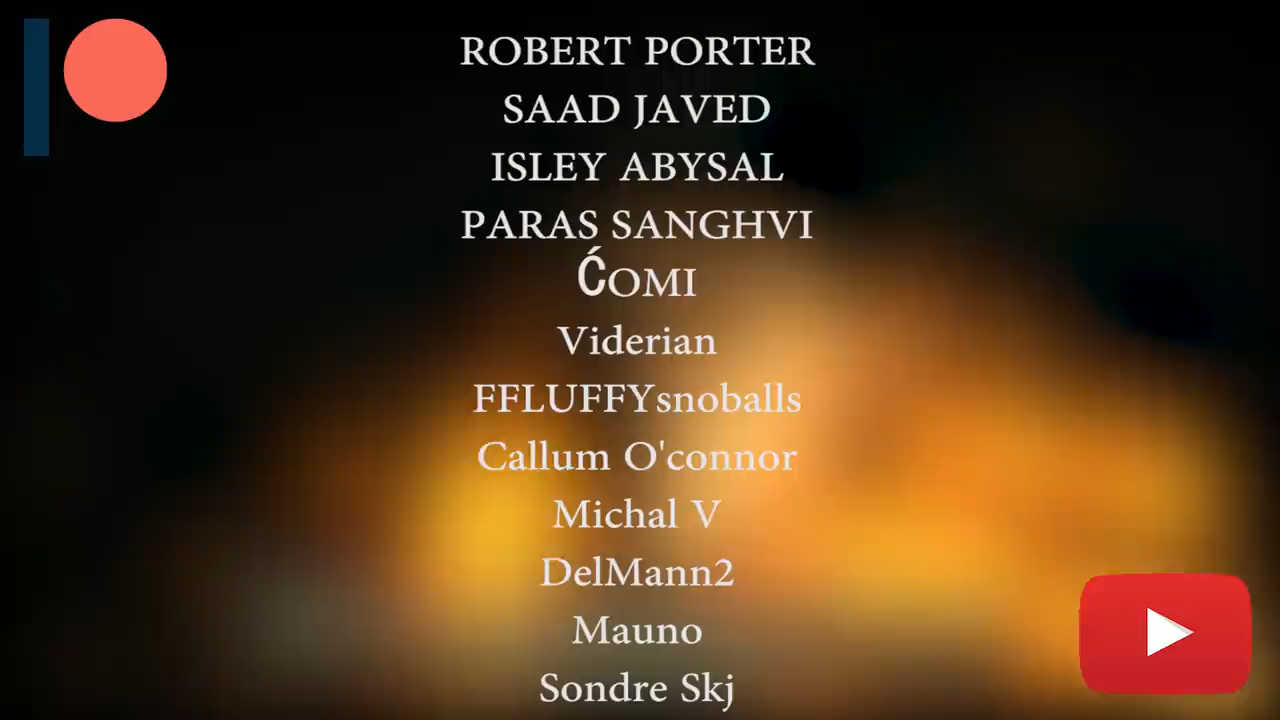 ROBERT PORTER
SAAD JAVED
ISLEY ABYSAL
PARAS SANGHVI
ĆOMI
Viderian
FFLUFFYsnoballs
Callum O'connor
Michal V
DelMann2
Mauno
Sondre Skj